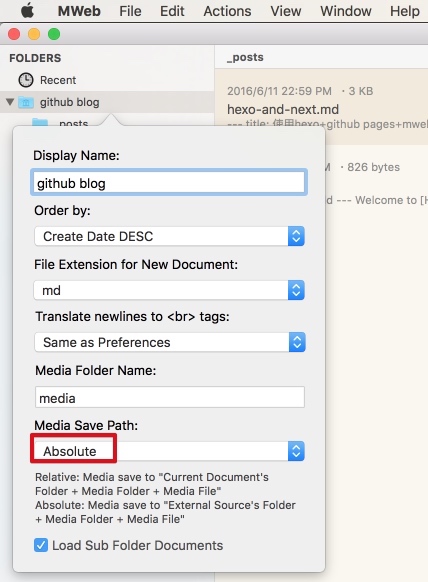 MWeb File Edit Actions View Window Help
FOLDERS
_posts
Recent
github blog
2016/6/11 22:59 PM · 3 KB
hexo-and-next.md
--- title: 使用hexo+github pages+mwe
_posts
M · 826 bytes
Display Name:
github blog
d --- Welcome to [H
Order by:
Create Date DESC
File Extension for New Document:
md
Translate newlines to <br> tags:
Same as Preferences
Media Folder Name:
media
Media Save Path:
Absolute
Relative: Media save to "Current Document's
Folder + Media Folder + Media File"
Absolute: Media save to "External Source's Folder
+ Media Folder + Media File"
Load Sub Folder Documents